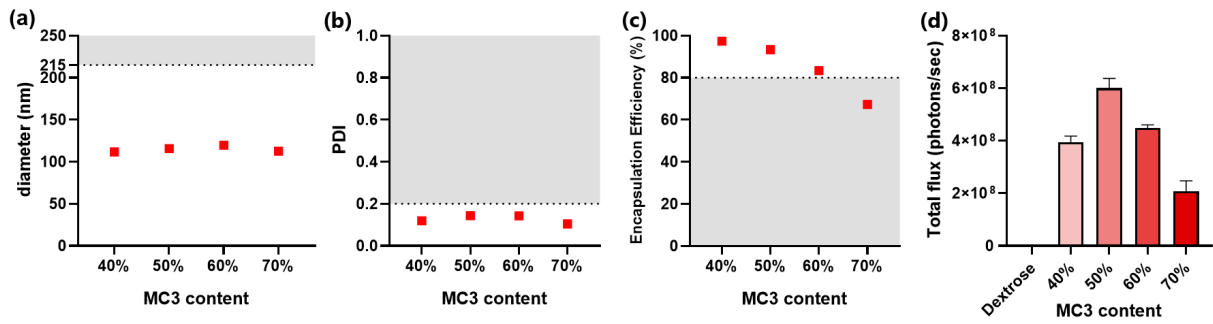 (a)
diameter (nm)
250
215
200
150
100
50
0
40% 50% 60% 70%
MC3 content
(b)
PDI
1.0
0.8
0.6
0.4
0.2
0.0
40% 50% 60% 70%
MC3 content
(c)
Encapsulation Efficiency (%)
100
80
60
40
20
0
40% 50% 60% 70%
MC3 content
(d)
Total flux (photons/sec)
8×10⁸
6×10⁸
4×10⁸
2×10⁸
0
Dextrose 40% 50% 60% 70%
MC3 content